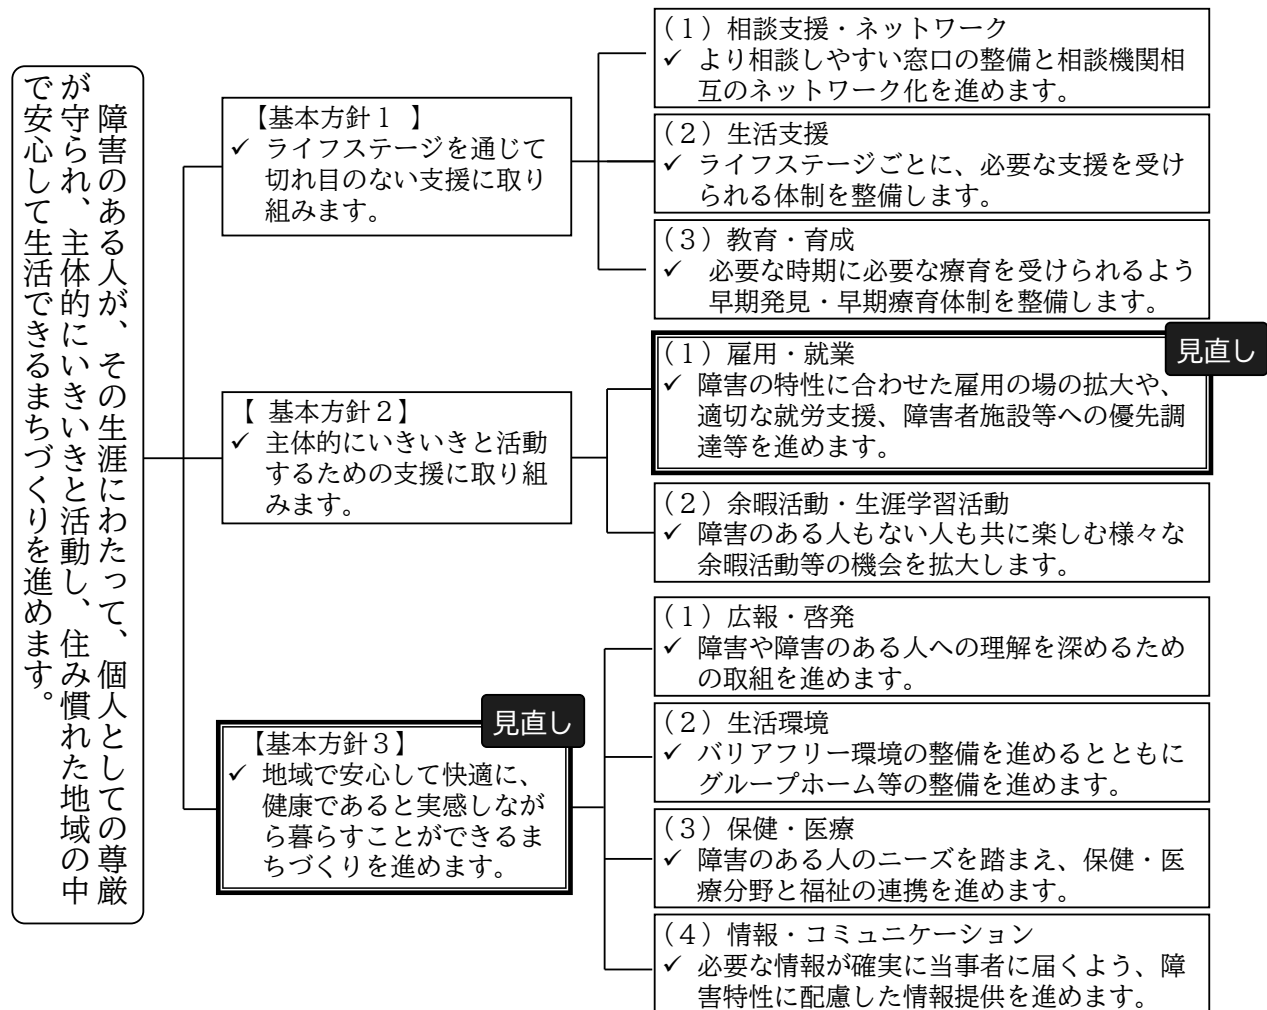 障害のある人が、その生涯にわたって、個人としての尊厳
が守られ、主体的にいきいきと活動し、住み慣れた地域の中
で安心して生活できるまちづくりを進めます。
【基本方針１ 】
✓ ライフステージを通じて
切れ目のない支援に取り
組みます。
（１）相談支援・ネットワーク
✓ より相談しやすい窓口の整備と相談機関相
互のネットワーク化を進めます。
（２）生活支援
✓ ライフステージごとに、必要な支援を受け
られる体制を整備します。
（３）教育・育成
✓ 必要な時期に必要な療育を受けられるよう
早期発見・早期療育体制を整備します。
【 基本方針２】
✓ 主体的にいきいきと活動
するための支援に取り組
みます。
見直し
（１）雇用・就業
✓ 障害の特性に合わせた雇用の場の拡大や、
適切な就労支援、障害者施設等への優先調
達等を進めます。
（２）余暇活動・生涯学習活動
✓ 障害のある人もない人も共に楽しむ様々な
余暇活動等の機会を拡大します。
見直し
【基本方針３】
✓ 地域で安心して快適に、
健康であると実感しなが
ら暮らすことができるま
ちづくりを進めます。
（１）広報・啓発
✓ 障害や障害のある人への理解を深めるため
の取組を進めます。
（２）生活環境
✓ バリアフリー環境の整備を進めるとともに
グループホーム等の整備を進めます。
（３）保健・医療
✓ 障害のある人のニーズを踏まえ、保健・医
療分野と福祉の連携を進めます。
（４）情報・コミュニケーション
✓ 必要な情報が確実に当事者に届くよう、障
害特性に配慮した情報提供を進めます。